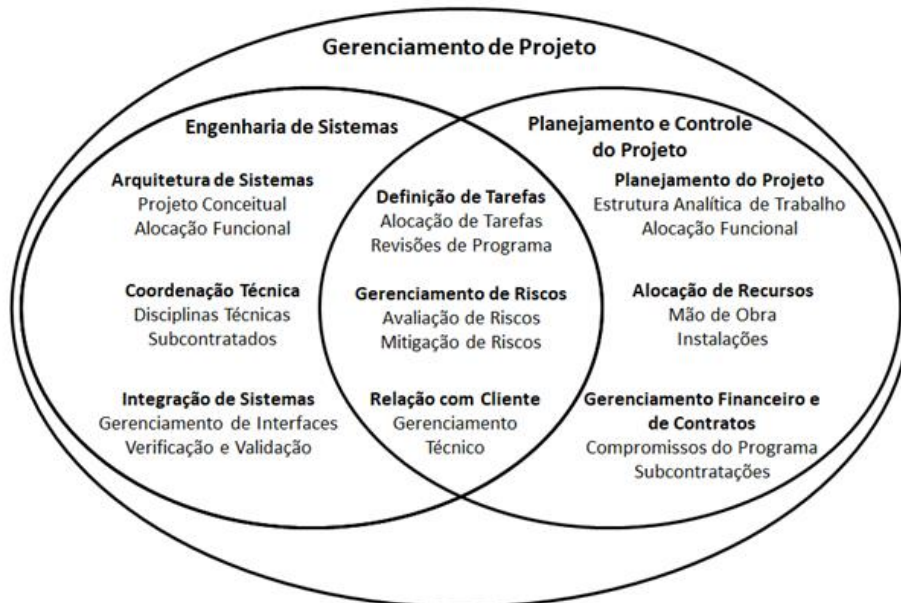 Gerenciamento de Projeto
Engenharia de Sistemas
Arquitetura de Sistemas
Projeto Conceitual
Alocação Funcional
Coordenação Técnica
Disciplinas Técnicas
Subcontratados
Integração de Sistemas
Gerenciamento de Interfaces
Verificação e Validação
Definição de Tarefas
Alocação de Tarefas
Revisões de Programa
Gerenciamento de Riscos
Avaliação de Riscos
Mitigação de Riscos
Relação com Cliente
Gerenciamento
Técnico
Planejamento e Controle
do Projeto
Planejamento do Projeto
Estrutura Analítica de Trabalho
Alocação Funcional
Alocação de Recursos
Mão de Obra
Instalações
Gerenciamento Financeiro e
de Contratos
Compromissos do Programa
Subcontratações